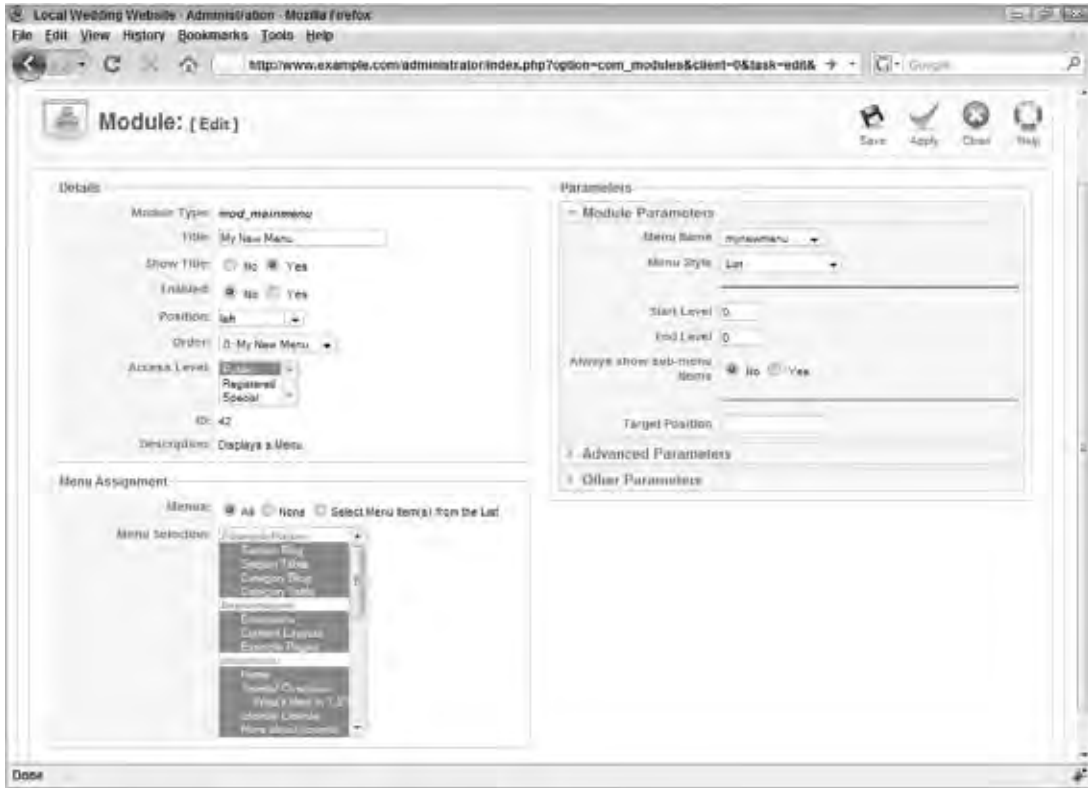 Local Wedding Website - Administration - Mozilla Firefox
File Edit View History Bookmarks Tools Help
http://www.example.com/administrator/index.php?option=com_modules&client=0&task=edit& Google
Module: [Edit]
Save Apply Close Help
Details
Module Type: mod_mainmenu
Title: My New Menu
Show Title: No Yes
Enabled: No Yes
Position: left
Order: 0::My New Menu
Access Level: Public
Registered
Special
ID: 42
Description: Displays a Menu.
Menu Assignment
Menus: All None Select Menu Item(s) from the List
Menu Selection:
Section Blog
Section Table
Category Blog
Category Table
Extensions
Content Layouts
Example Pages
Home
Joomla! Overview
What's New in 1.5?
Joomla! License
More about Joomla!
Parameters
Module Parameters
Menu Name mynewmenu
Menu Style List
Start Level 0
End Level 0
Always show sub-menu
Items No Yes
Target Position
Advanced Parameters
Other Parameters
Done